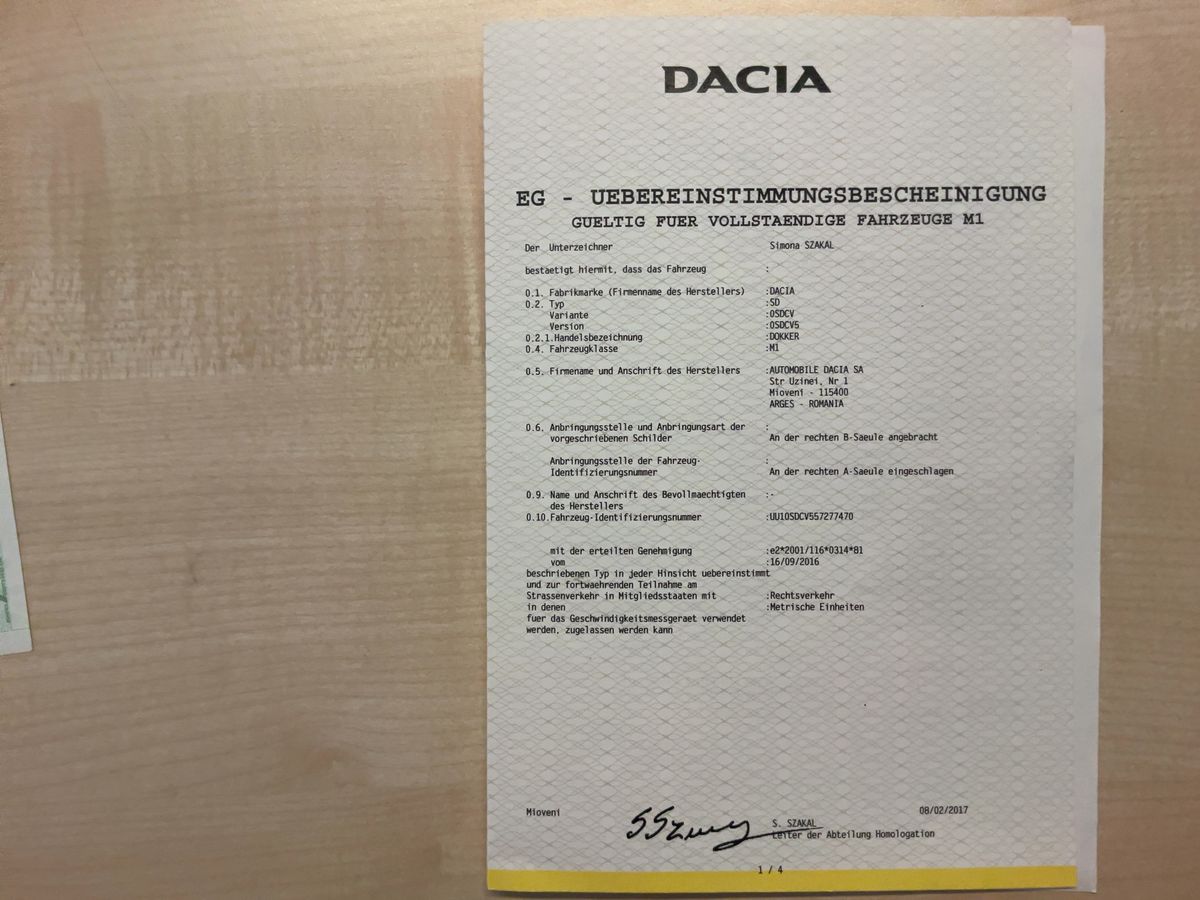 DACIA
EG - UEBEREINSTIMMUNGSBESCHEINIGUNG
GUELTIG FUER VOLLSTAENDIGE FAHRZEUGE M1
Der Unterzeichner Simona SZAKAL
bestaetigt hiermit, dass das Fahrzeug :
0.1. Fabrikmarke (Firmenname des Herstellers) :DACIA
0.2. Typ :SD
Variante :0SDCV
Version :0SDCV5
0.2.1.Handelsbezeichnung :DOKKER
0.4. Fahrzeugklasse :M1
0.5. Firmename und Anschrift des Herstellers :AUTOMOBILE DACIA SA
Str Uzinei, Nr 1
Mioveni - 115400
ARGES - ROMANIA
0.6. Anbringungsstelle und Anbringungsart der :
vorgeschriebenen Schilder An der rechten B-Saeule angebracht
Anbringungsstelle der Fahrzeug- :
Identifizierungsnummer An der rechten A-Saeule eingeschlagen
0.9. Name und Anschrift des Bevollmaechtigten :-
des Herstellers
0.10.Fahrzeug-Identifizierungsnummer :UU10SDCV557277470
mit der erteilten Genehmigung :e2*2001/116*0314*81
vom :16/09/2016
beschriebenen Typ in jeder Hinsicht uebereinstimmt
und zur fortwaehrenden Teilnahme am
Strassenverkehr in Mitgliedsstaaten mit :Rechtsverkehr
in denen :Metrische Einheiten
fuer das Geschwindigkeitsmessgeraet verwendet
werden, zugelassen werden kann
Mioveni 08/02/2017
S. SZAKAL
Leiter der Abteilung Homologation
1 / 4